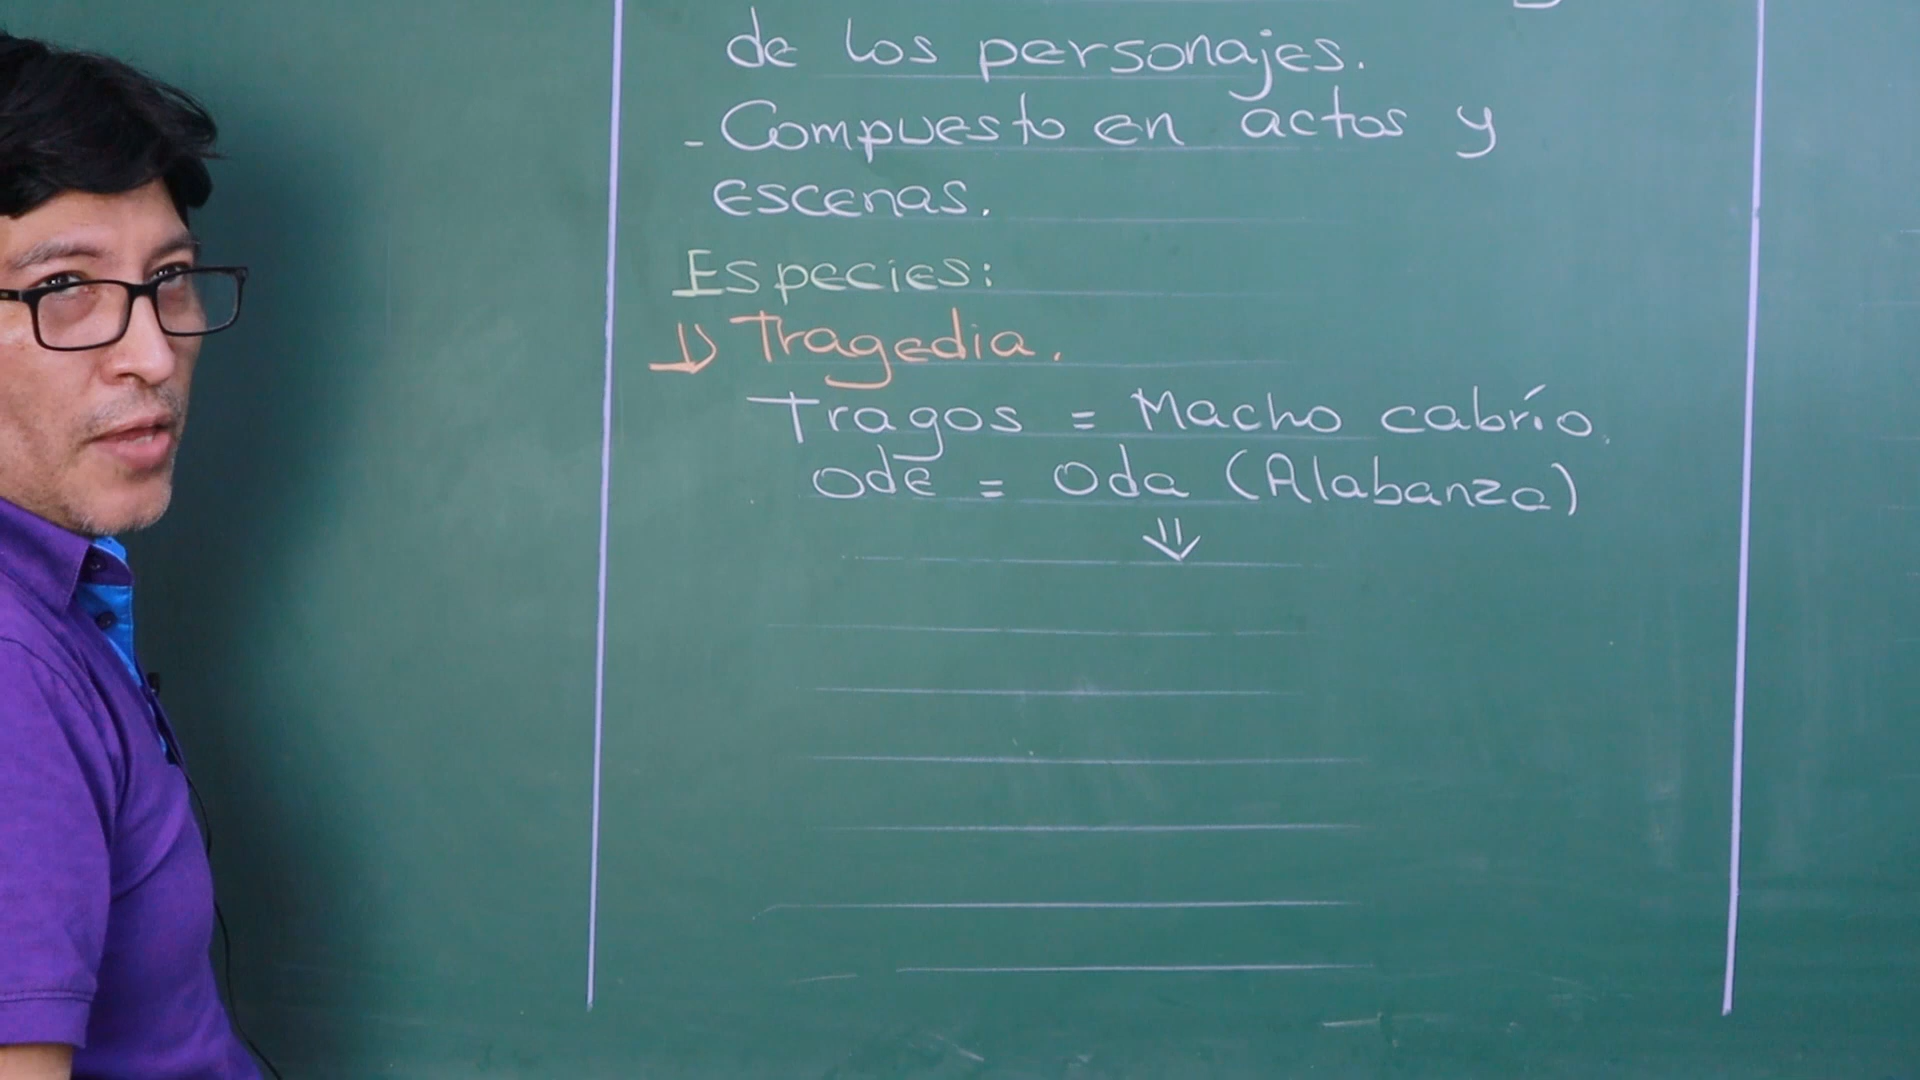 de los personajes.
- Compuesto en actos y
escenas.
Especies:
1) Tragedia.
Tragos = Macho cabrío.
Ode = Oda (Alabanza)
⇓